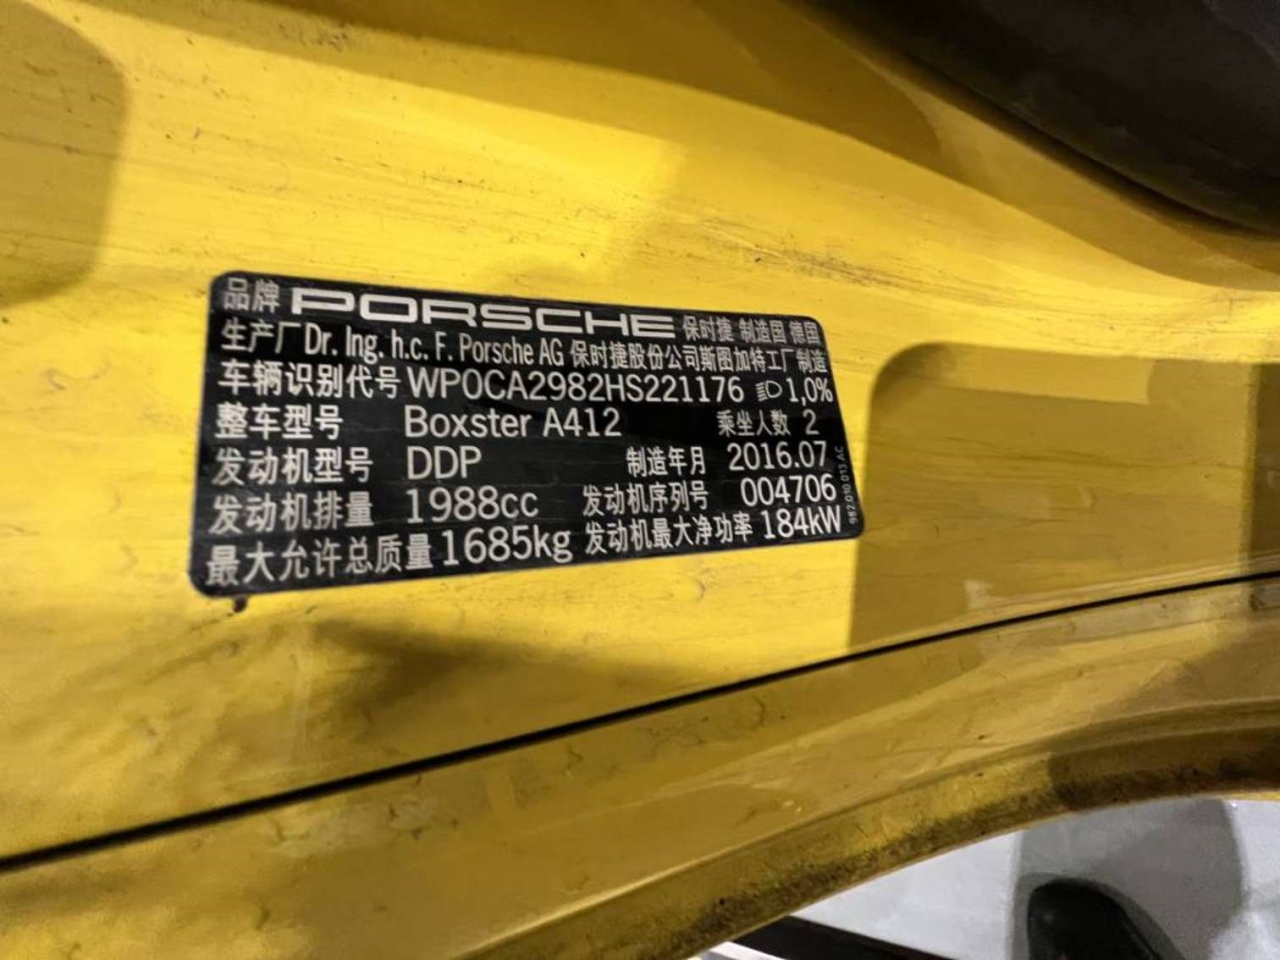 品牌 PORSCHE 保时捷 制造国 德国
生产厂 Dr. Ing. h.c. F. Porsche AG 保时捷股份公司斯图加特工厂制造
车辆识别代号 WP0CA2982HS221176 1,0%
整车型号 Boxster A412 乘坐人数 2
发动机型号 DDP 制造年月 2016.07
发动机排量 1988cc 发动机序列号 004706
最大允许总质量 1685kg 发动机最大净功率 184kW
982.010.013.AC